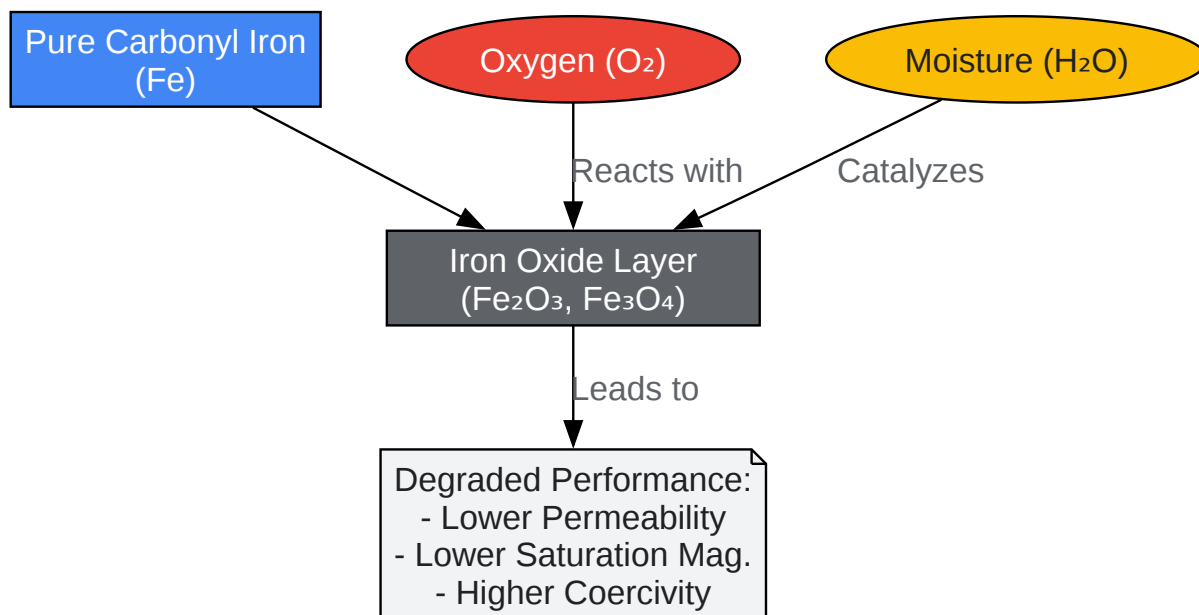 Pure Carbonyl Iron
(Fe)
Oxygen (O₂)
Moisture (H₂O)
Reacts with
Catalyzes
Iron Oxide Layer
(Fe₂O₃, Fe₃O₄)
Leads to
Degraded Performance:
- Lower Permeability
- Lower Saturation Mag.
- Higher Coercivity